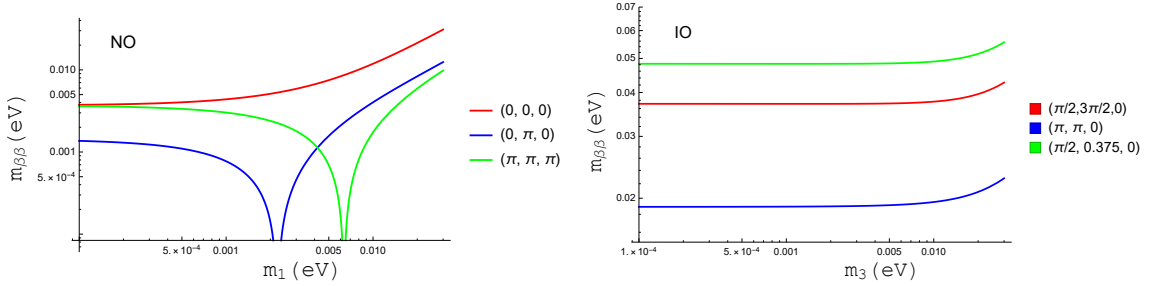 NO
0.010
0.005
0.001
5. × 10⁻⁴
mββ (eV)
5. × 10⁻⁴
0.001
0.005
0.010
m₁ (eV)
(0, 0, 0)
(0, π, 0)
(π, π, π)
IO
0.07
0.06
0.05
0.04
0.03
0.02
mββ (eV)
1. × 10⁻⁴
5. × 10⁻⁴
0.001
0.005
0.010
m₃ (eV)
(π/2,3π/2,0)
(π, π, 0)
(π/2, 0.375, 0)